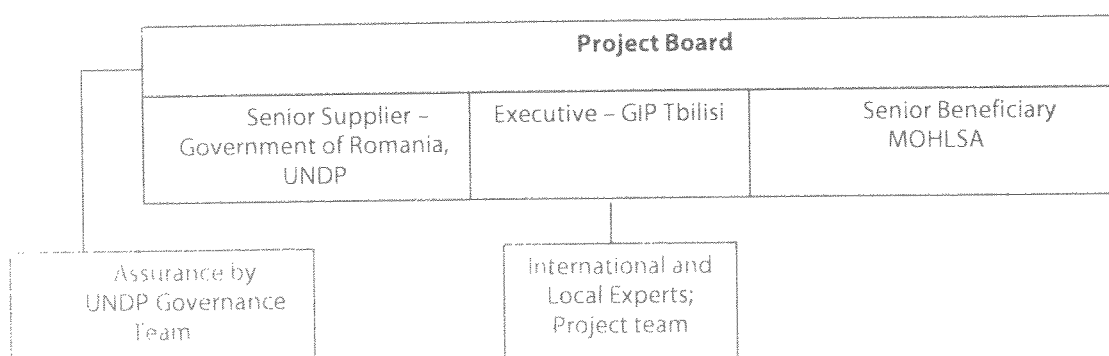 Project Board
Senior Supplier –
Government of Romania,
UNDP
Executive – GIP Tbilisi
Senior Beneficiary
MOHLSA
Assurance by
UNDP Governance
Team
International and
Local Experts;
Project team